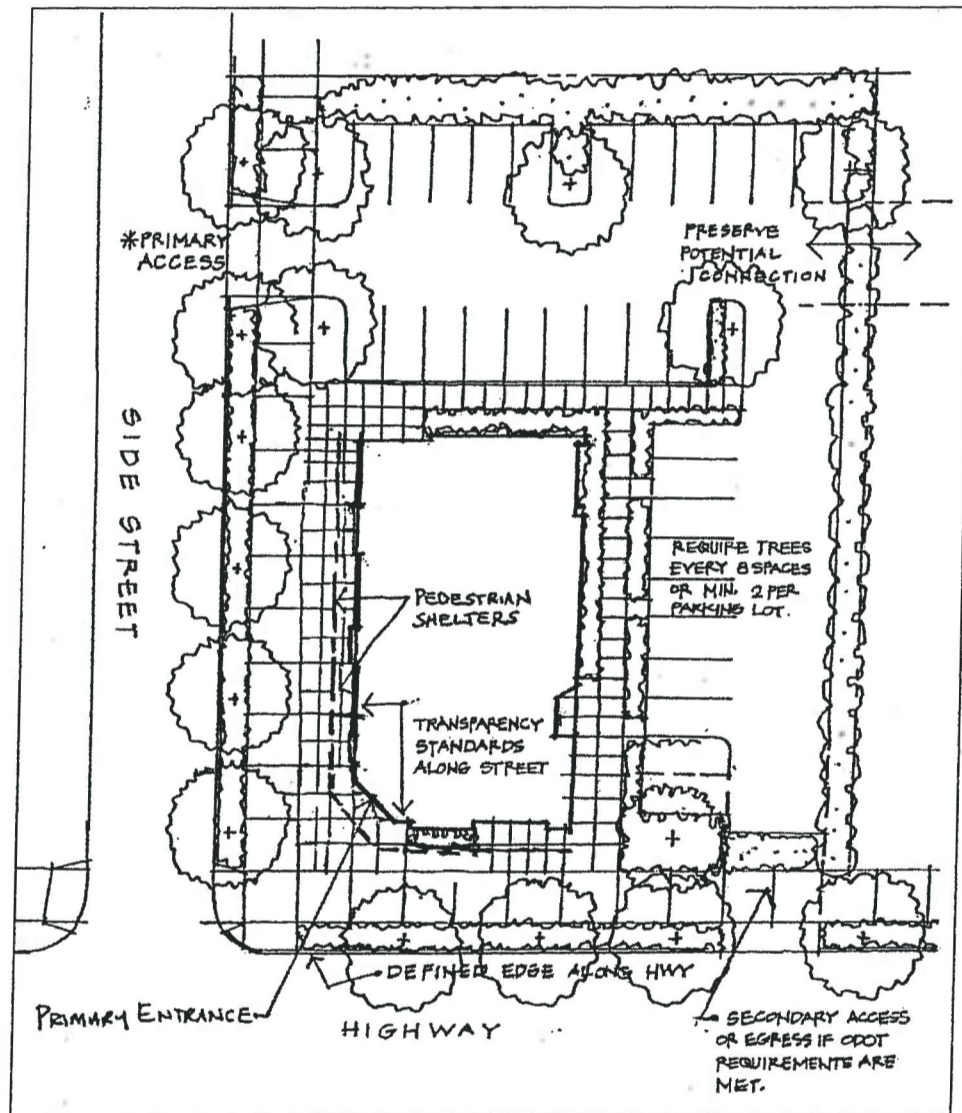 *PRIMARY
ACCESS
PRESERVE
POTENTIAL
CONNECTION
SIDE STREET
REQUIRE TREES
EVERY 8 SPACES
OR MIN. 2 PER
PARKING LOT.
PEDESTRIAN
SHELTERS
TRANSPARENCY
STANDARDS
ALONG STREET
DEFINED EDGE ALONG HWY
PRIMARY ENTRANCE
HIGHWAY
SECONDARY ACCESS
OR EGRESS IF ODOT
REQUIREMENTS ARE
MET.